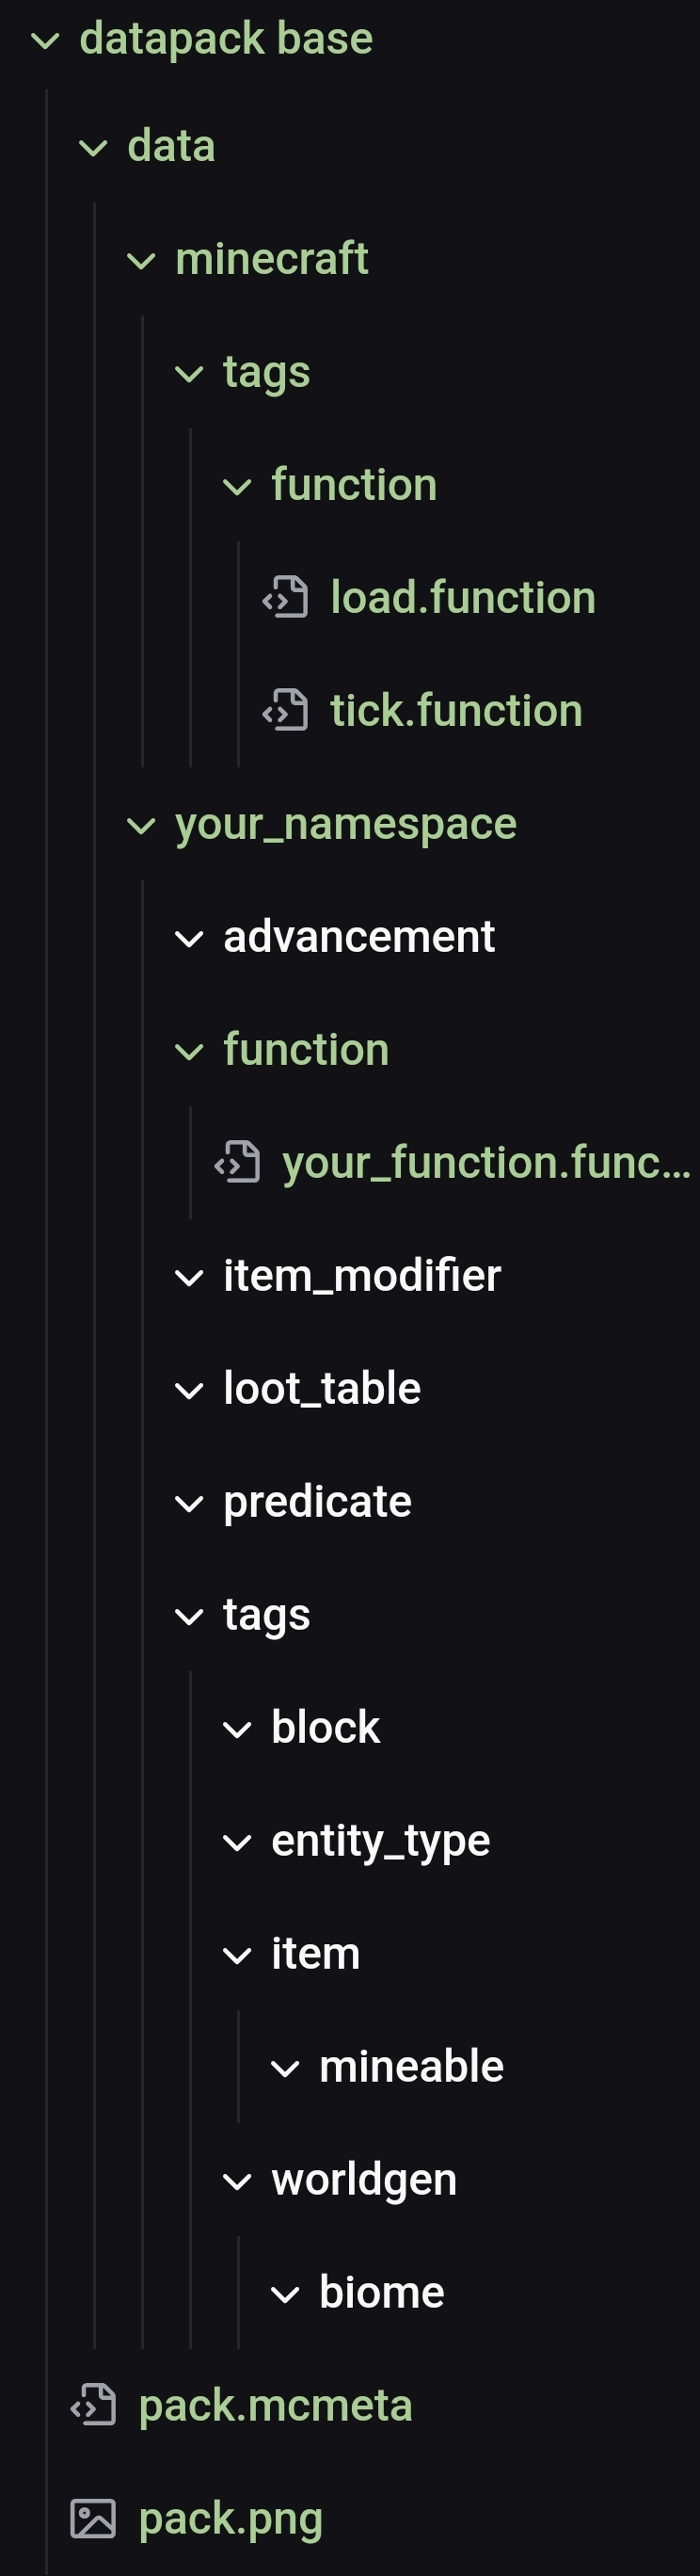 datapack base
data
minecraft
tags
function
load.function
tick.function
your_namespace
advancement
function
your_function.func...
item_modifier
loot_table
predicate
tags
block
entity_type
item
mineable
worldgen
biome
pack.mcmeta
pack.png